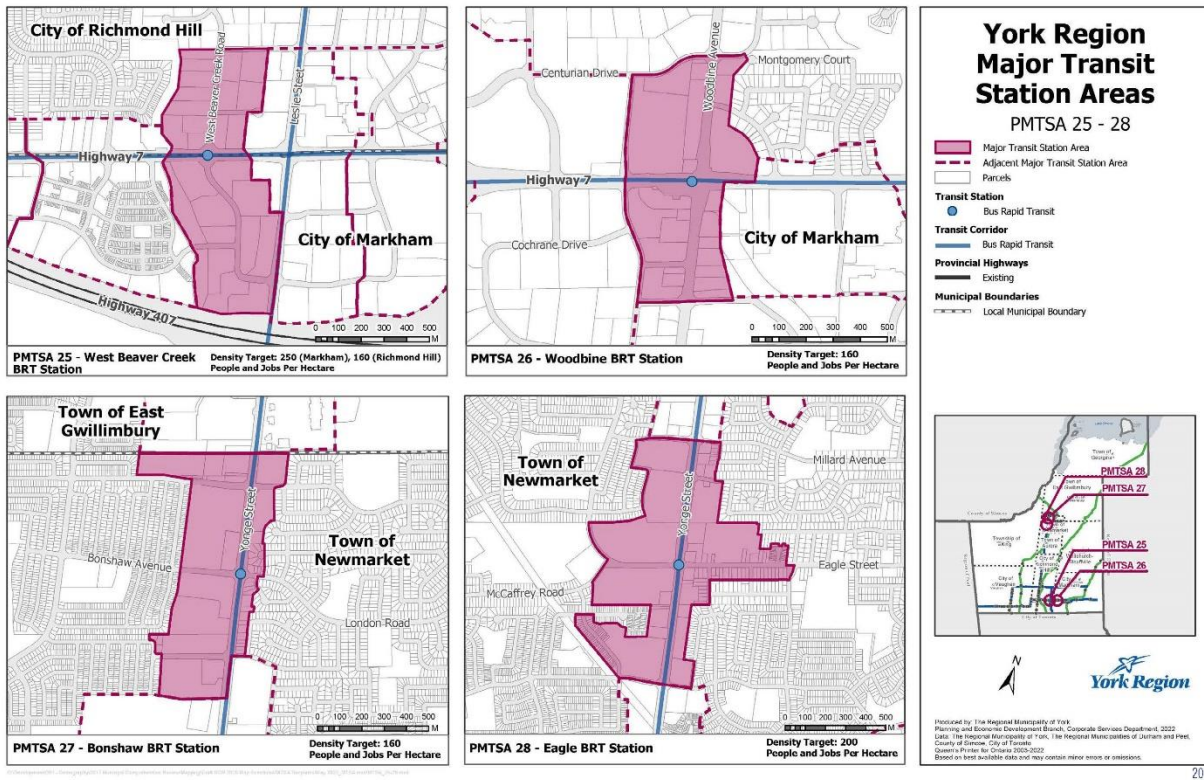 City of Richmond Hill
West Beaver Creek Road
Leslie Street
Highway 7
City of Markham
Highway 407
0 100 200 300 400 500
M
PMTSA 25 - West Beaver Creek
BRT Station
Density Target: 250 (Markham), 160 (Richmond Hill)
People and Jobs Per Hectare
Centurian Drive
Woodbine Avenue
Montgomery Court
Highway 7
Cochrane Drive
City of Markham
0 100 200 300 400 500
M
PMTSA 26 - Woodbine BRT Station
Density Target: 160
People and Jobs Per Hectare
Town of East
Gwillimbury
Yonge Street
Bonshaw Avenue
Town of
Newmarket
London Road
0 100 200 300 400 500
M
PMTSA 27 - Bonshaw BRT Station
Density Target: 160
People and Jobs Per Hectare
Town of
Newmarket
Millard Avenue
Yonge Street
Eagle Street
McCaffrey Road
0 100 200 300 400 500
M
PMTSA 28 - Eagle BRT Station
Density Target: 200
People and Jobs Per Hectare
York Region
Major Transit
Station Areas
PMTSA 25 - 28
Major Transit Station Area
Adjacent Major Transit Station Area
Parcels
Transit Station
Bus Rapid Transit
Transit Corridor
Bus Rapid Transit
Provincial Highways
Existing
Municipal Boundaries
Local Municipal Boundary
Town of
Georgina
PMTSA 28
PMTSA 27
County of Simcoe
PMTSA 25
PMTSA 26
City of Toronto
N
York Region
Produced by: The Regional Municipality of York
Planning and Economic Development Branch, Corporate Services Department, 2022
Data: The Regional Municipality of York, The Regional Municipalities of Durham and Peel,
County of Simcoe, City of Toronto
Queen's Printer for Ontario 2003-2022
Based on best available data and may contain minor errors or omissions.
20